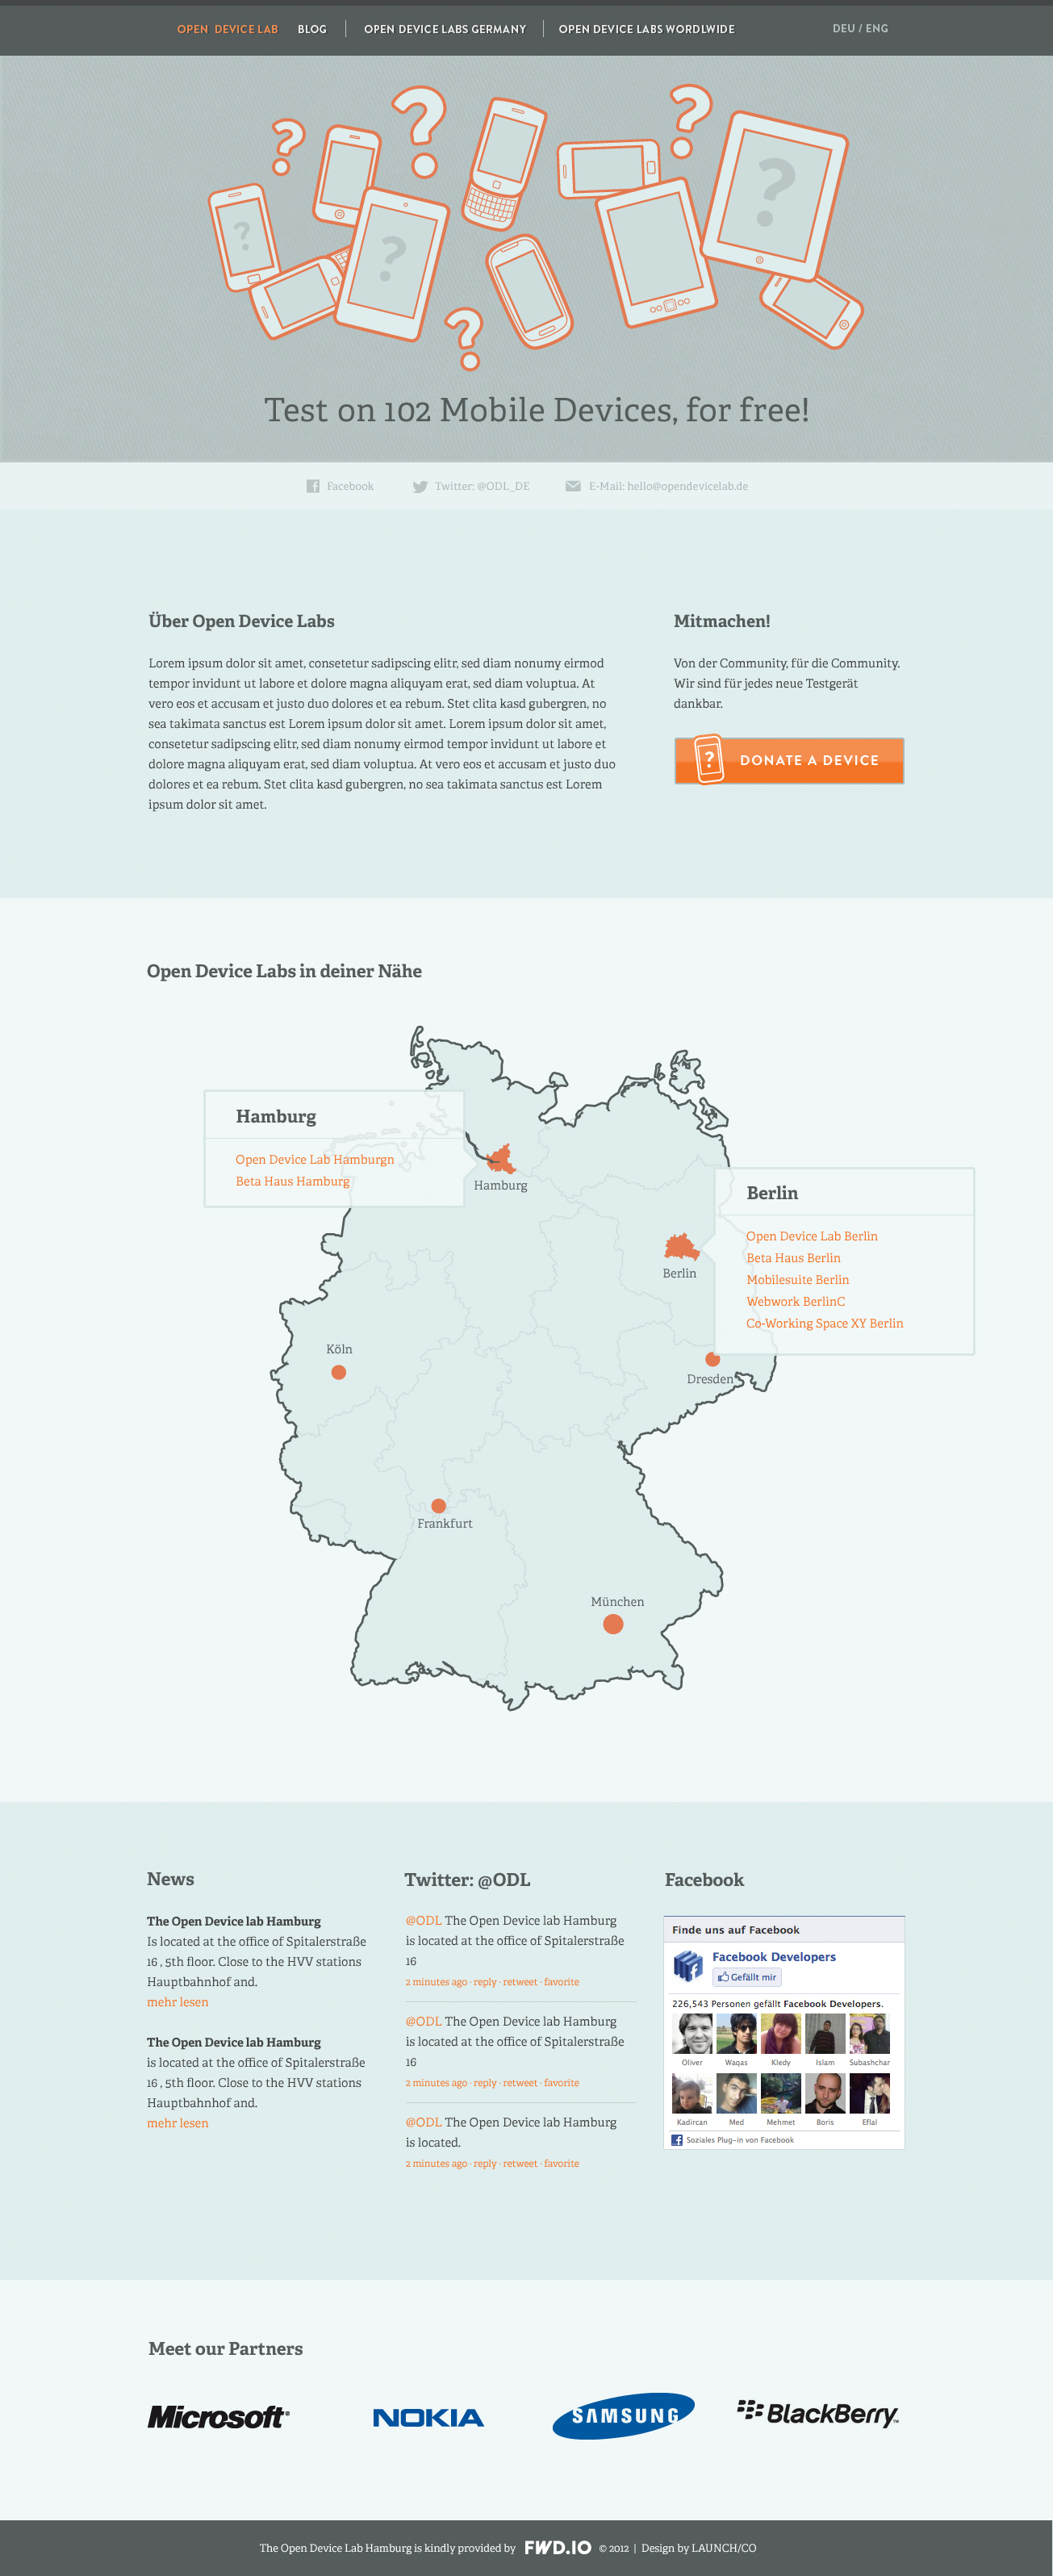 OPEN DEVICE LAB BLOG OPEN DEVICE LABS GERMANY OPEN DEVICE LABS WORDLWIDE DEU / ENG
Test on 102 Mobile Devices, for free!
Facebook Twitter: @ODL_DE E-Mail: hello@opendevicelab.de
Über Open Device Labs
Lorem ipsum dolor sit amet, consetetur sadipscing elitr, sed diam nonumy eirmod
tempor invidunt ut labore et dolore magna aliquyam erat, sed diam voluptua. At
vero eos et accusam et justo duo dolores et ea rebum. Stet clita kasd gubergren, no
sea takimata sanctus est Lorem ipsum dolor sit amet. Lorem ipsum dolor sit amet,
consetetur sadipscing elitr, sed diam nonumy eirmod tempor invidunt ut labore et
dolore magna aliquyam erat, sed diam voluptua. At vero eos et accusam et justo duo
dolores et ea rebum. Stet clita kasd gubergren, no sea takimata sanctus est Lorem
ipsum dolor sit amet.
Mitmachen!
Von der Community, für die Community.
Wir sind für jedes neue Testgerät
dankbar.
DONATE A DEVICE
Open Device Labs in deiner Nähe
Hamburg
Open Device Lab Hamburgn
Beta Haus Hamburg
Hamburg
Berlin
Open Device Lab Berlin
Beta Haus Berlin
Mobilesuite Berlin
Webwork BerlinC
Co-Working Space XY Berlin
Berlin
Köln
Dresden
Frankfurt
München
News
The Open Device lab Hamburg
Is located at the office of Spitalerstraße
16 , 5th floor. Close to the HVV stations
Hauptbahnhof and.
mehr lesen
The Open Device lab Hamburg
is located at the office of Spitalerstraße
16 , 5th floor. Close to the HVV stations
Hauptbahnhof and.
mehr lesen
Twitter: @ODL
@ODL The Open Device lab Hamburg
is located at the office of Spitalerstraße
16
2 minutes ago · reply · retweet · favorite
@ODL The Open Device lab Hamburg
is located at the office of Spitalerstraße
16
2 minutes ago · reply · retweet · favorite
@ODL The Open Device lab Hamburg
is located.
2 minutes ago · reply · retweet · favorite
Facebook
Finde uns auf Facebook
Facebook Developers
Gefällt mir
226,543 Personen gefällt Facebook Developers.
Oliver Waqas Kledy Islam Subashchar
Kadircan Med Mehmet Boris Eflal
Soziales Plug-in von Facebook
Meet our Partners
Microsoft® NOKIA SAMSUNG BlackBerry™
The Open Device Lab Hamburg is kindly provided by FWD.IO © 2012 | Design by LAUNCH/CO